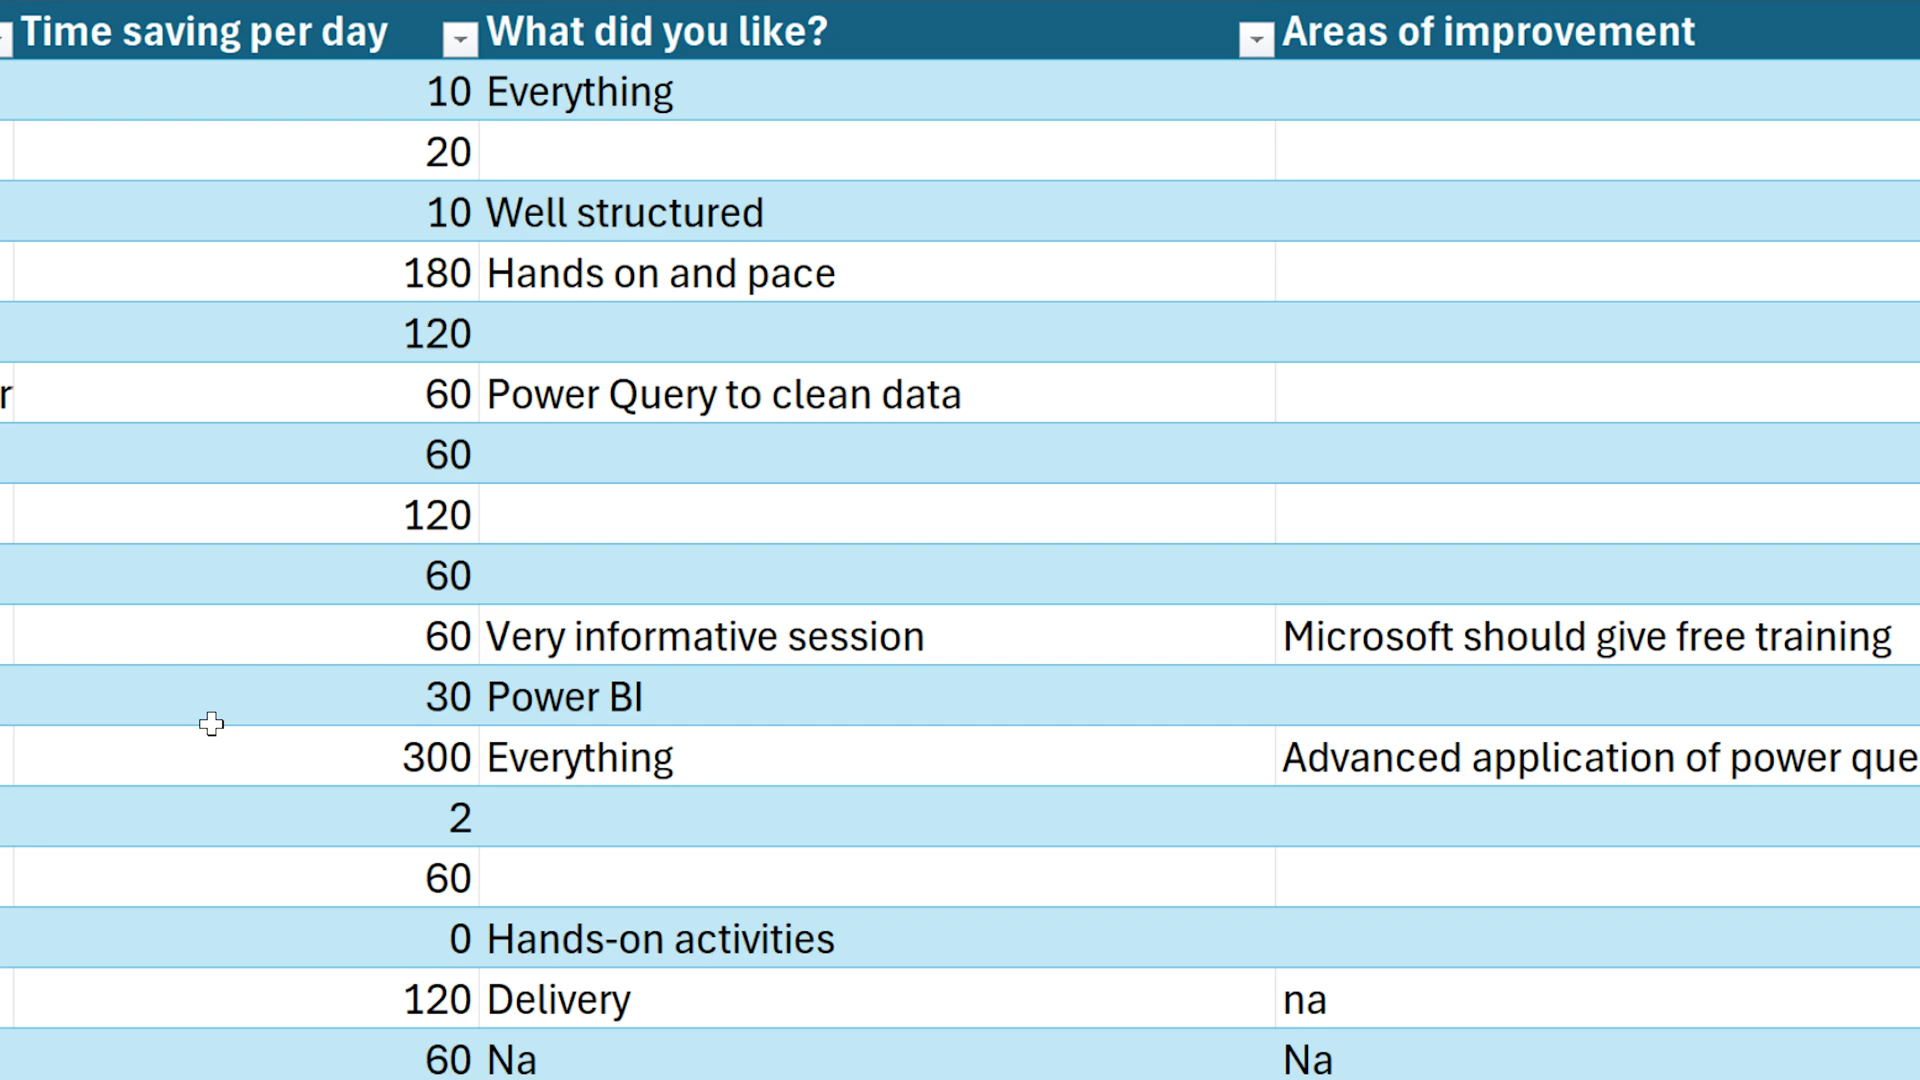 Time saving per day What did you like? Areas of improvement
10 Everything
20
10 Well structured
180 Hands on and pace
120
r 60 Power Query to clean data
60
120
60
60 Very informative session Microsoft should give free training
30 Power BI
300 Everything Advanced application of power que
2
60
0 Hands-on activities
120 Delivery na
60 Na Na